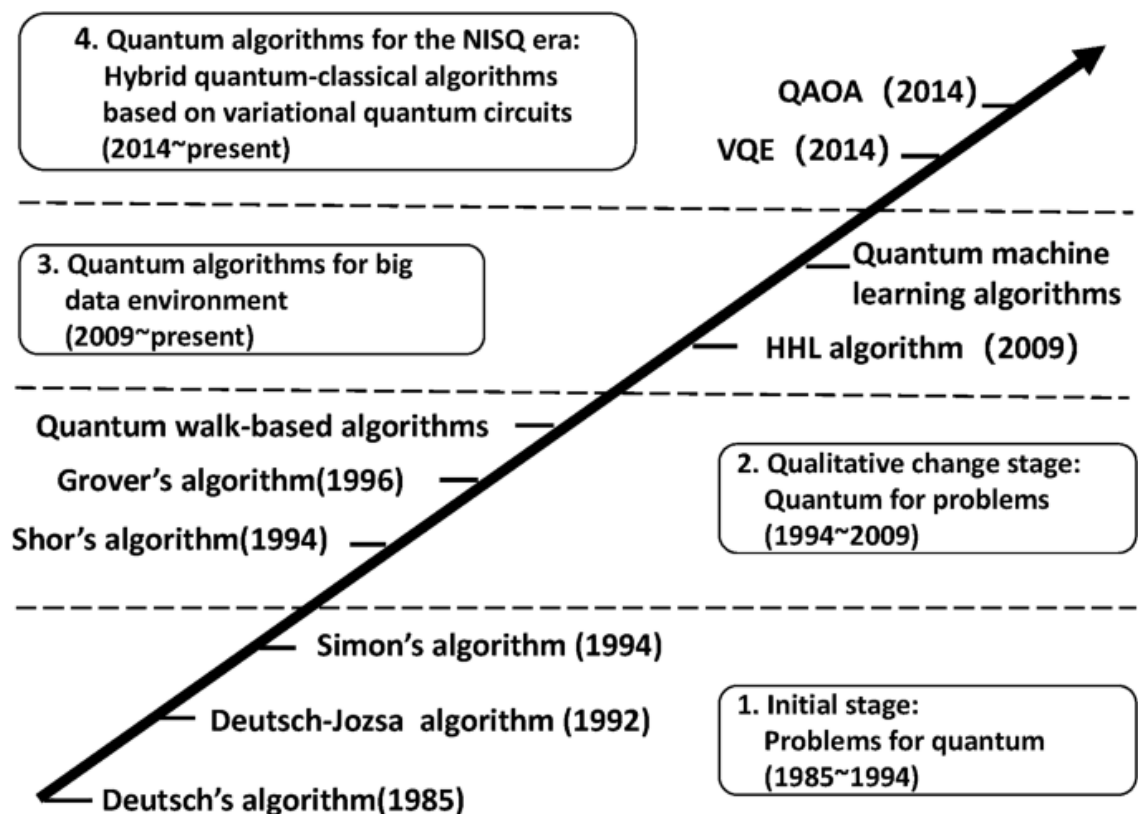 4. Quantum algorithms for the NISQ era:
Hybrid quantum-classical algorithms
based on variational quantum circuits
(2014~present)
QAOA (2014)
VQE (2014)
3. Quantum algorithms for big
data environment
(2009~present)
Quantum machine
learning algorithms
HHL algorithm (2009)
Quantum walk-based algorithms
Grover’s algorithm(1996)
Shor’s algorithm(1994)
2. Qualitative change stage:
Quantum for problems
(1994~2009)
Simon’s algorithm (1994)
Deutsch-Jozsa algorithm (1992)
Deutsch’s algorithm(1985)
1. Initial stage:
Problems for quantum
(1985~1994)